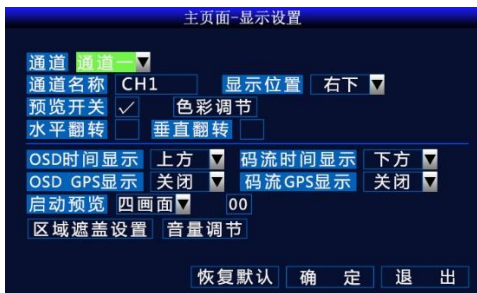 主页面-显示设置
通道 通道一
通道名称 CH1 显示位置 右下
预览开关 色彩调节
水平翻转 垂直翻转
OSD时间显示 上方 码流时间显示 下方
OSD GPS显示 关闭 码流GPS显示 关闭
启动预览 四画面 00
区域遮盖设置 音量调节
恢复默认 确 定 退 出